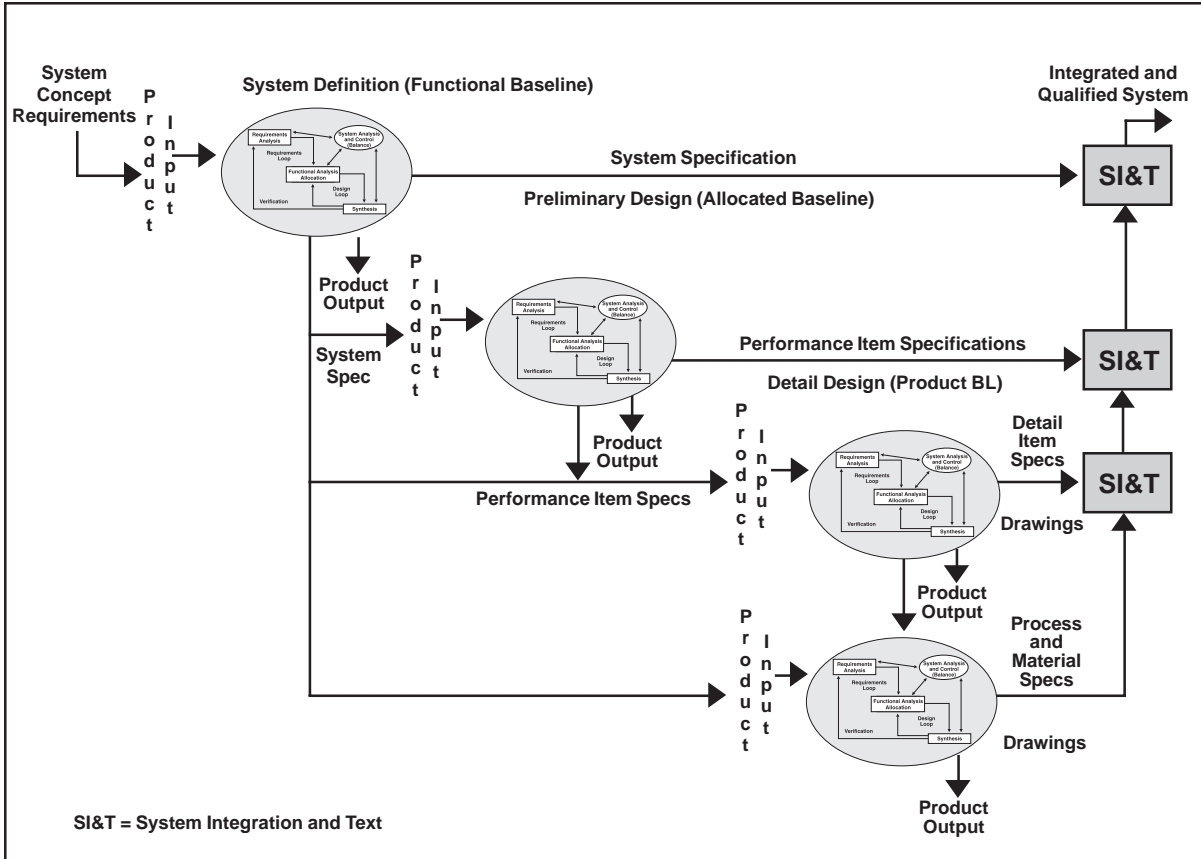 System
Concept
Requirements
Product
Input
System Definition (Functional Baseline)
Integrated and
Qualified System
Requirements
Analysis
System Analysis
and Control
(Balance)
Requirements
Loop
Functional Analysis
Allocation
Design
Loop
Verification
Synthesis
System Specification
SI&T
Preliminary Design (Allocated Baseline)
Product
Output
System
Spec
Product
Input
Requirements
Analysis
System Analysis
and Control
(Balance)
Requirements
Loop
Functional Analysis
Allocation
Design
Loop
Verification
Synthesis
Performance Item Specifications
SI&T
Detail Design (Product BL)
Product
Output
Performance Item Specs
Product
Input
Requirements
Analysis
System Analysis
and Control
(Balance)
Requirements
Loop
Functional Analysis
Allocation
Design
Loop
Verification
Synthesis
Detail
Item
Specs
SI&T
Drawings
Product
Output
Product
Input
Requirements
Analysis
System Analysis
and Control
(Balance)
Requirements
Loop
Functional Analysis
Allocation
Design
Loop
Verification
Synthesis
Process
and
Material
Specs
Drawings
Product
Output
SI&T = System Integration and Text